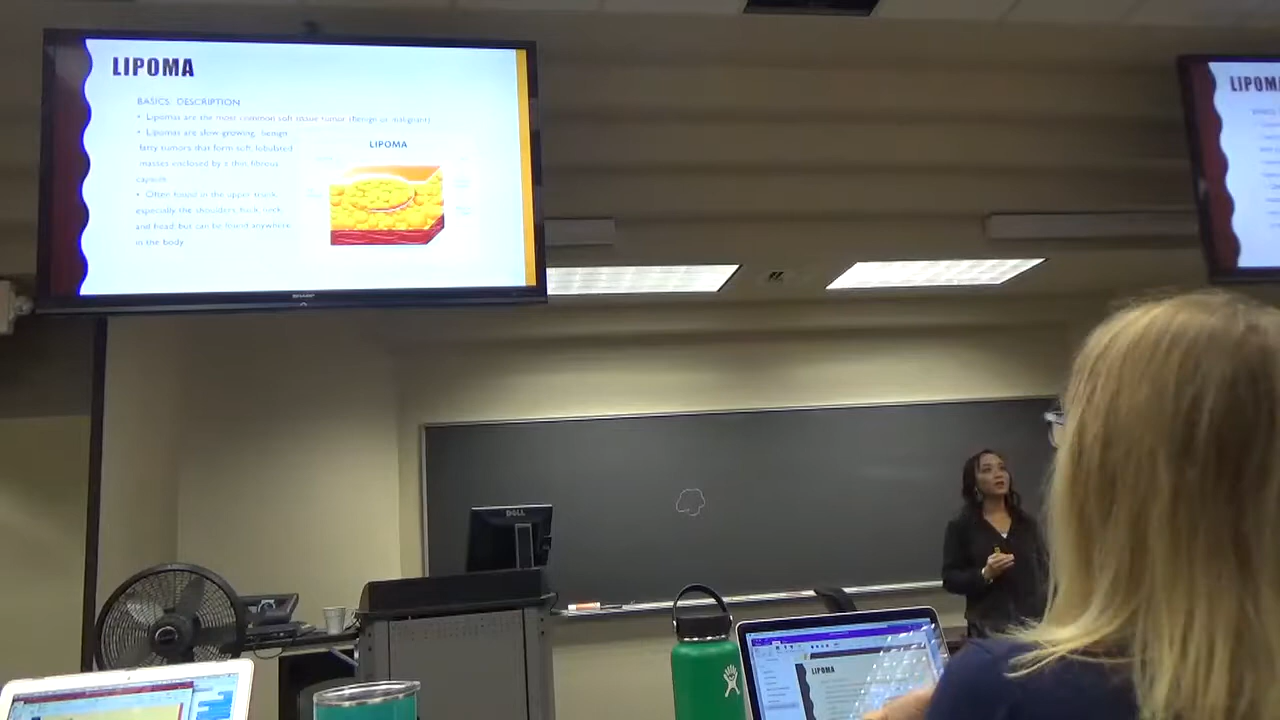 LIPOMA
BASICS: DESCRIPTION
• Lipomas are the most common soft tissue tumor (benign or malignant)
• Lipomas are slow-growing, benign
fatty tumors that form soft, lobulated
masses enclosed by a thin, fibrous
capsule.
• Often found in the upper trunk,
especially the shoulders, back, neck,
and head, but can be found anywhere
in the body
LIPOMA
SHARP
LIPOMA
DELL
LIPOMA